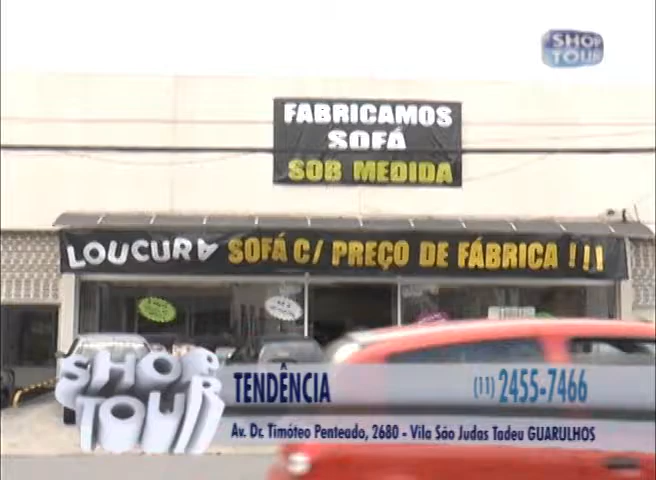 SHOP
TOUR
FABRICAMOS
SOFÁ
SOB MEDIDA
LOUCURA SOFÁ C/ PREÇO DE FÁBRICA !!!
SHOP
TOUR
TENDÊNCIA (11) 2455-7466
Av. Dr. Timóteo Penteado, 2680 - Vila São Judas Tadeu GUARULHOS